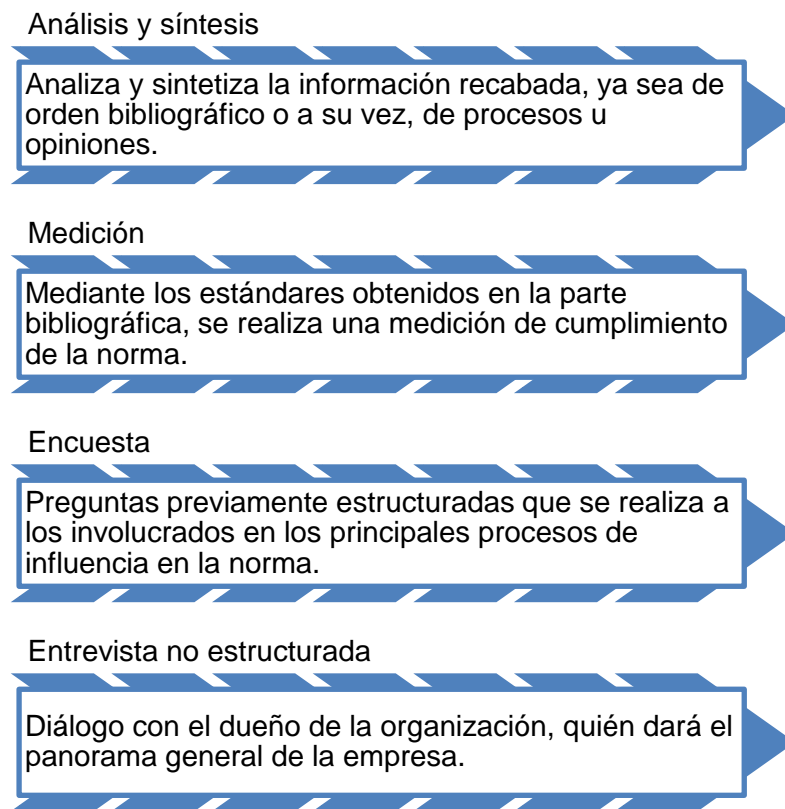 Análisis y síntesis
Analiza y sintetiza la información recabada, ya sea de
orden bibliográfico o a su vez, de procesos u
opiniones.
Medición
Mediante los estándares obtenidos en la parte
bibliográfica, se realiza una medición de cumplimiento
de la norma.
Encuesta
Preguntas previamente estructuradas que se realiza a
los involucrados en los principales procesos de
influencia en la norma.
Entrevista no estructurada
Diálogo con el dueño de la organización, quién dará el
panorama general de la empresa.